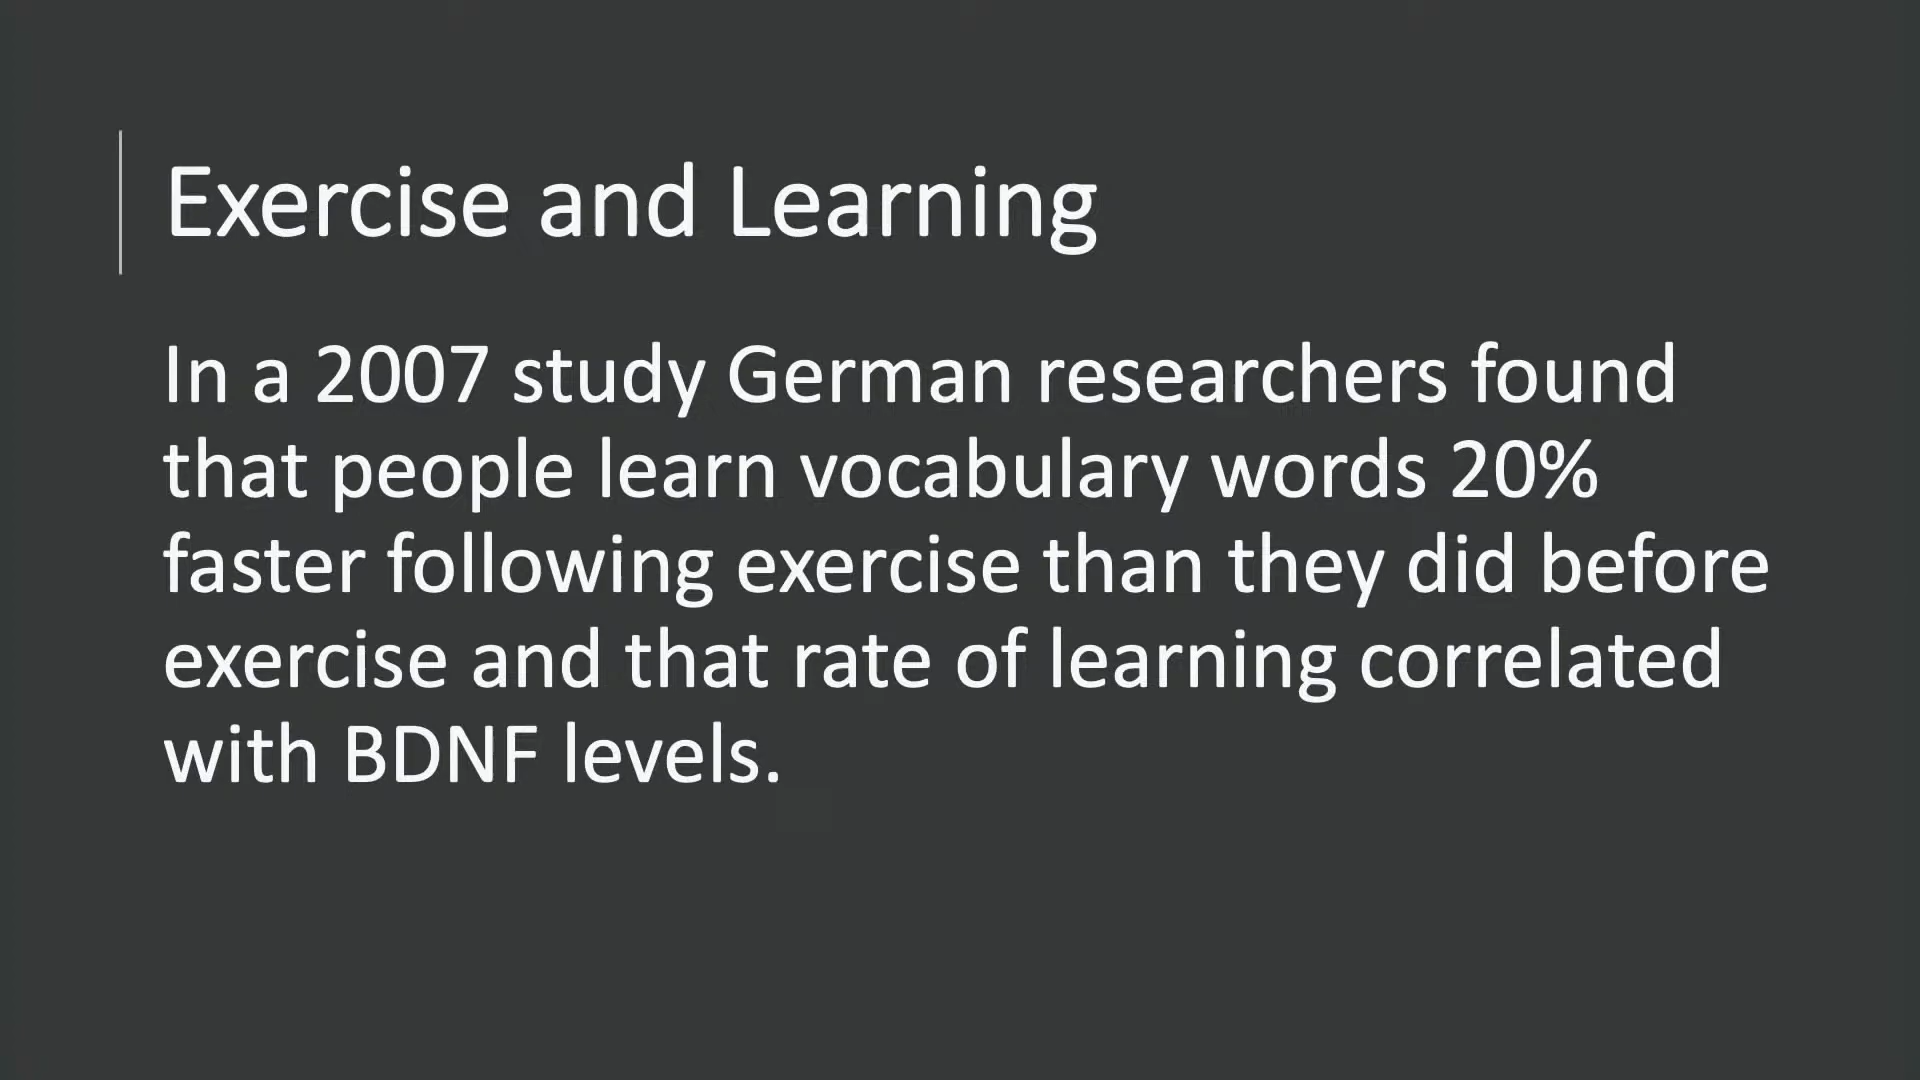 Exercise and Learning
In a 2007 study German researchers found
that people learn vocabulary words 20%
faster following exercise than they did before
exercise and that rate of learning correlated
with BDNF levels.